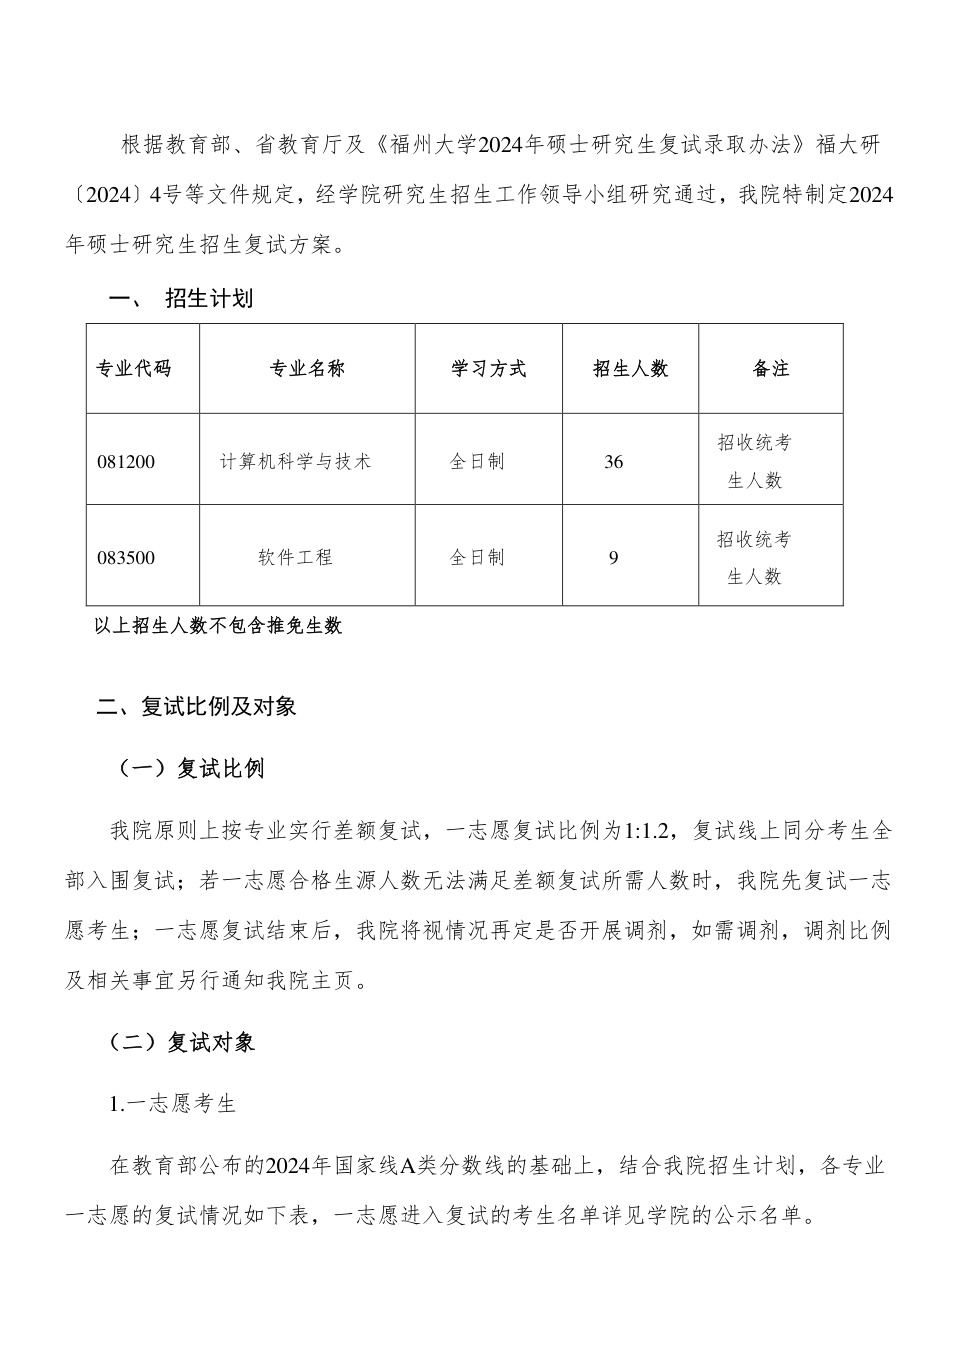 根据教育部、省教育厅及《福州大学2024年硕士研究生复试录取办法》福大研
〔2024〕4号等文件规定，经学院研究生招生工作领导小组研究通过，我院特制定2024
年硕士研究生招生复试方案。
一、 招生计划
专业代码 专业名称 学习方式 招生人数 备注
081200 计算机科学与技术 全日制 36 招收统考
生人数
083500 软件工程 全日制 9 招收统考
生人数
以上招生人数不包含推免生数
二、复试比例及对象
（一）复试比例
我院原则上按专业实行差额复试，一志愿复试比例为1:1.2，复试线上同分考生全
部入围复试；若一志愿合格生源人数无法满足差额复试所需人数时，我院先复试一志
愿考生；一志愿复试结束后，我院将视情况再定是否开展调剂，如需调剂，调剂比例
及相关事宜另行通知我院主页。
（二）复试对象
1.一志愿考生
在教育部公布的2024年国家线A类分数线的基础上，结合我院招生计划，各专业
一志愿的复试情况如下表，一志愿进入复试的考生名单详见学院的公示名单。